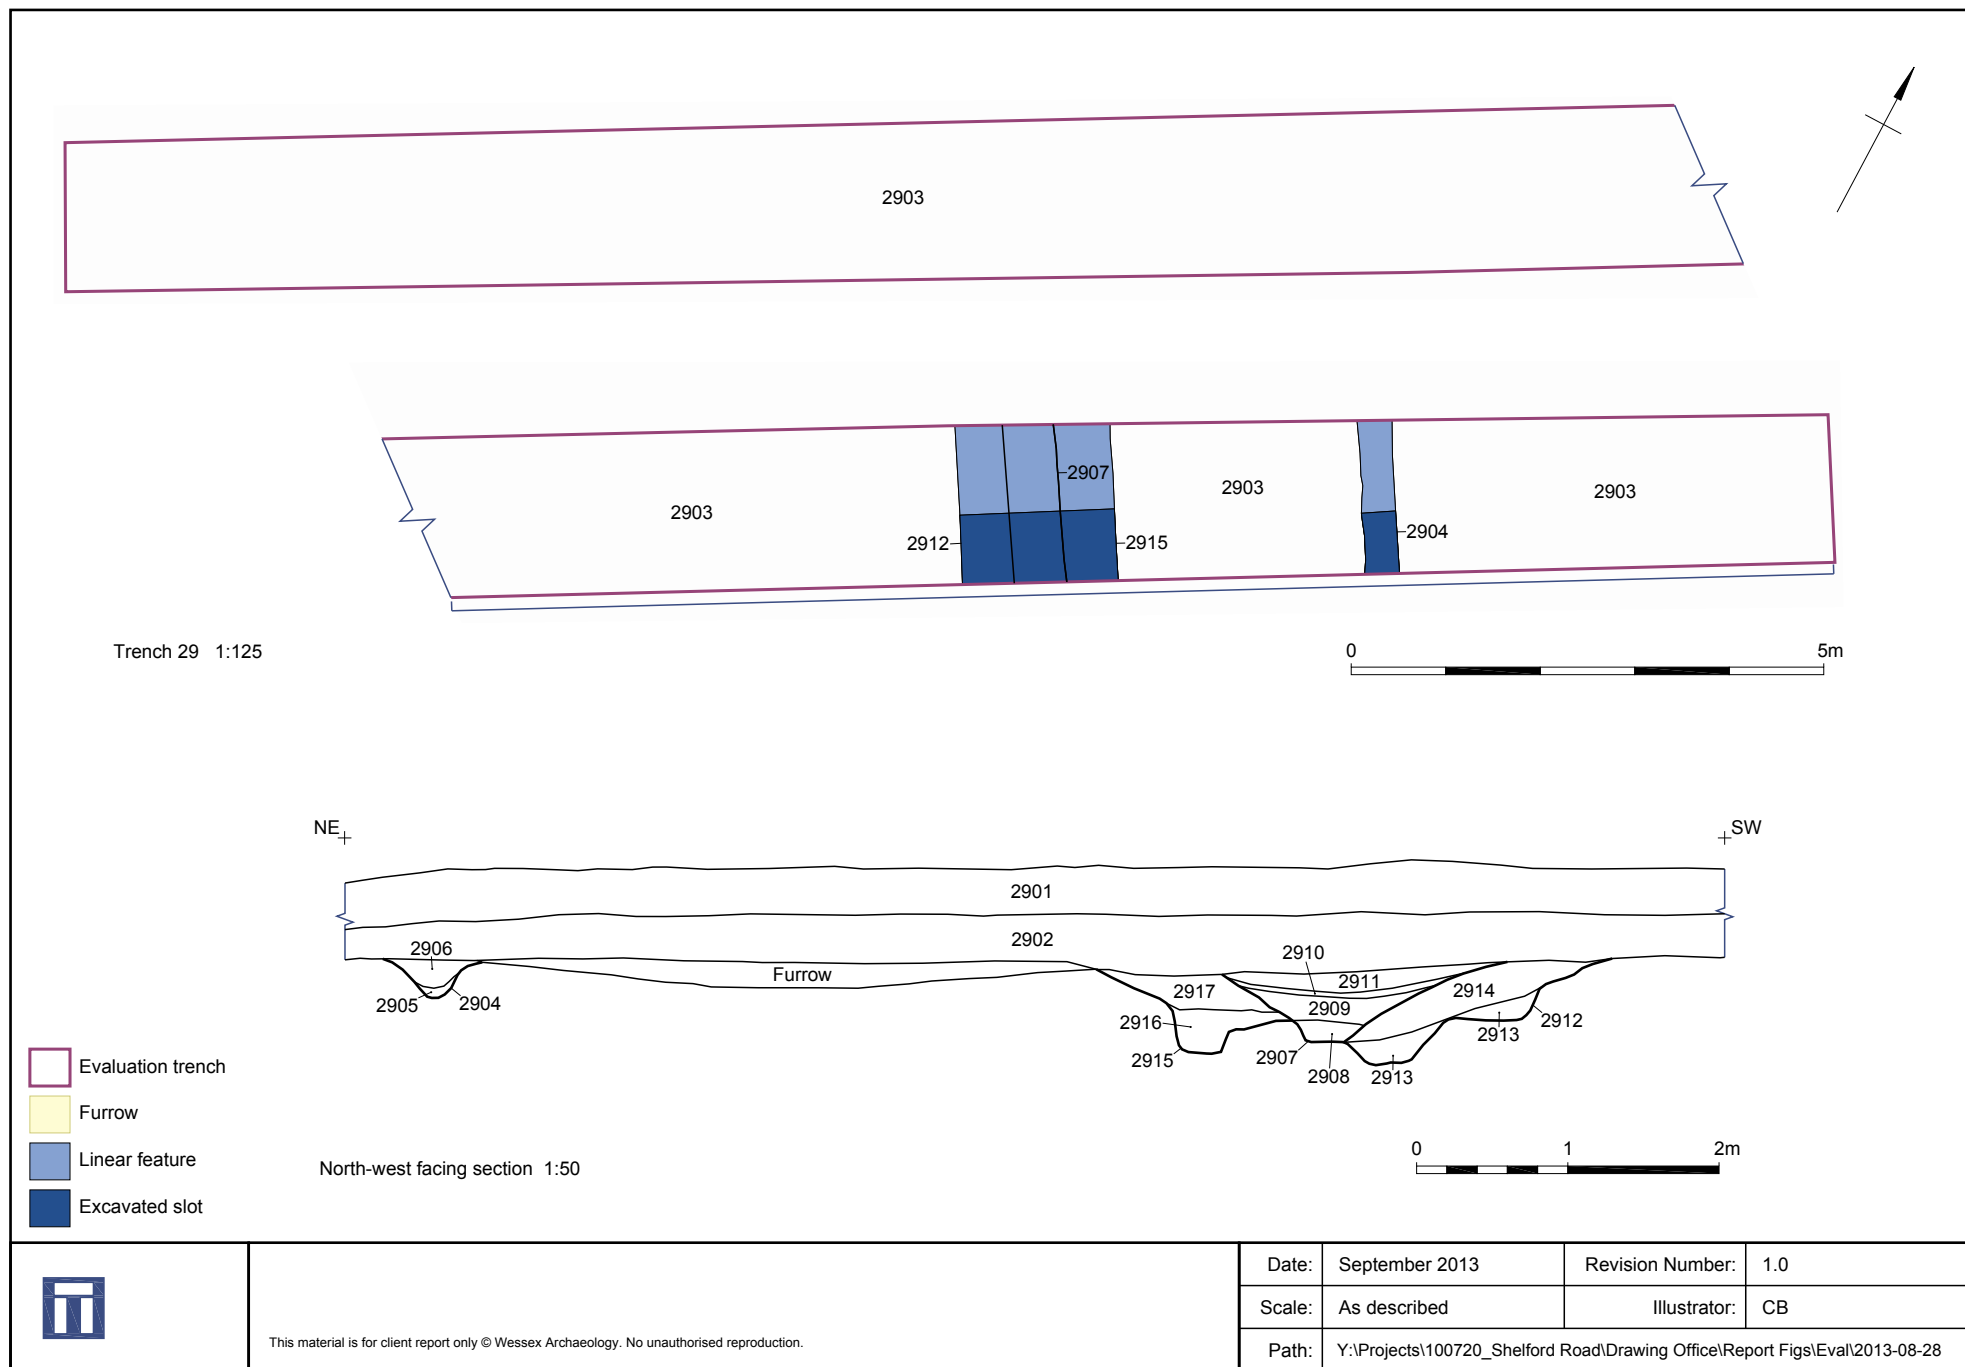 2903
2907
2903
2903
2903
2904
2912
2915
Trench 29 1:125
0 5m
NE
SW
2901
2902
2906
2910
Furrow
2911
2905
2904
2917
2914
2909
2916
2913
2912
2915
2907
2908
2913
Evaluation trench
Furrow
Linear feature
Excavated slot
North-west facing section 1:50
0 1 2m
Date: September 2013 Revision Number: 1.0
Scale: As described Illustrator: CB
This material is for client report only © Wessex Archaeology. No unauthorised reproduction.
Path: Y:\Projects\100720_Shelford Road\Drawing Office\Report Figs\Eval\2013-08-28